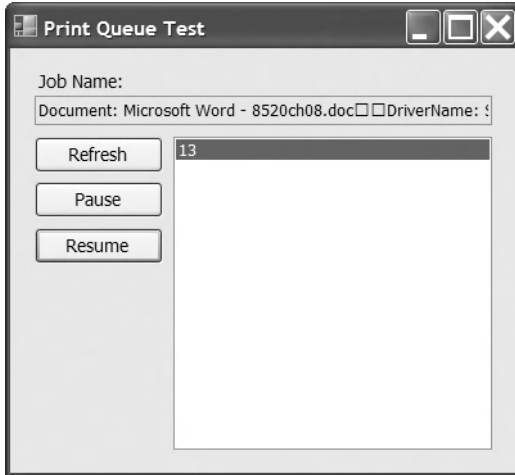 Print Queue Test
Job Name:
Document: Microsoft Word - 8520ch08.doc□□DriverName:
Refresh
13
Pause
Resume